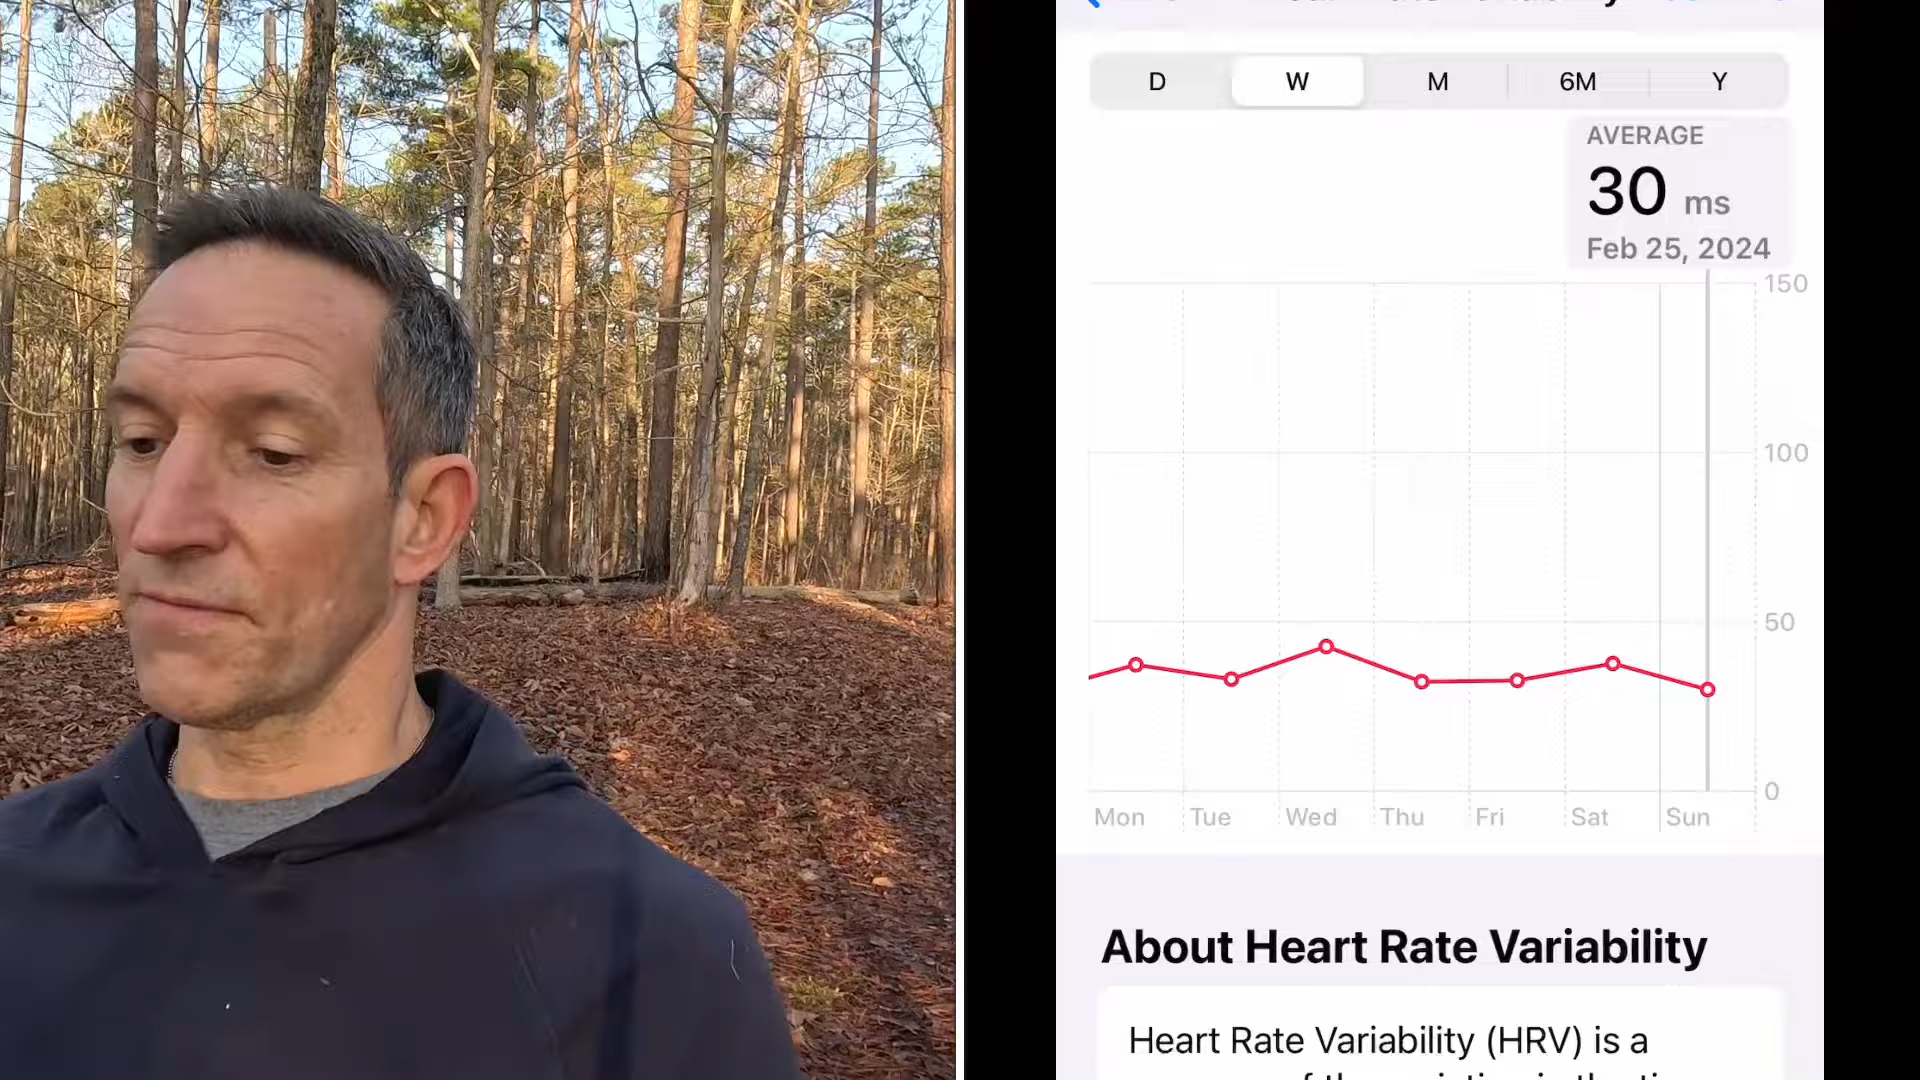 D W M 6M Y
AVERAGE
30 ms
Feb 25, 2024
150
100
50
0
Mon Tue Wed Thu Fri Sat Sun
About Heart Rate Variability
Heart Rate Variability (HRV) is a